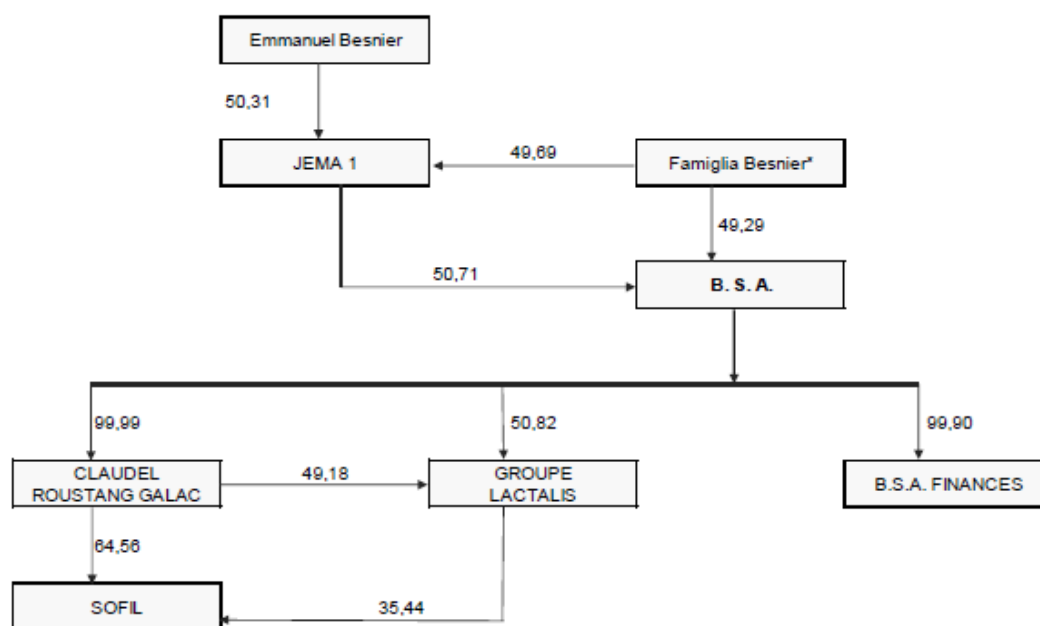 Emmanuel Besnier
50,31
JEMA 1
49,69
Famiglia Besnier*
49,29
50,71
B. S. A.
99,99
50,82
99,90
CLAUDEL
ROUSTANG GALAC
49,18
GROUPE
LACTALIS
B.S.A. FINANCES
64,56
SOFIL
35,44